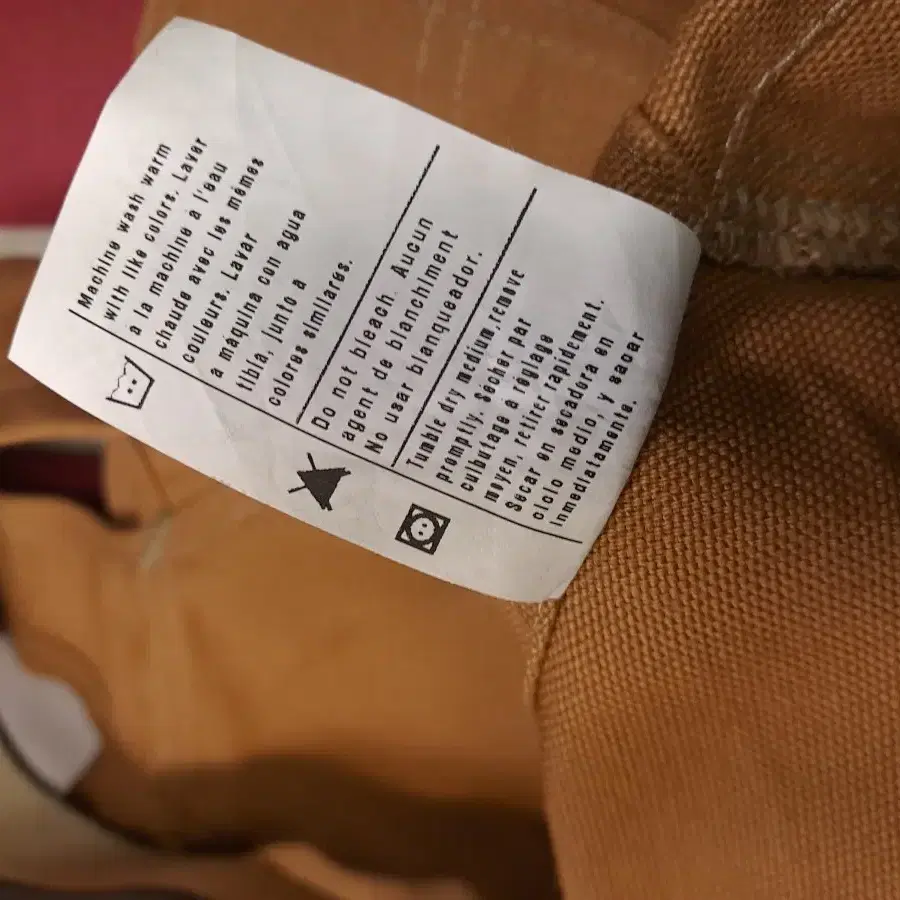 Machine wash warm
with like colors. Laver
a la machine à l'eau
chaude avec les mêmes
couleurs. Lavar
a maquina con agua
tibia, junto a
colores similares.
Do not bleach. Aucun
agent de blanchiment
No usar blanqueador.
Tumble dry medium,remove
promptly. Sécher par
culbutage à réglage
moyen, retirer rapidement.
Secar en secadora en
ciclo medio, y sacar
inmediatamente.